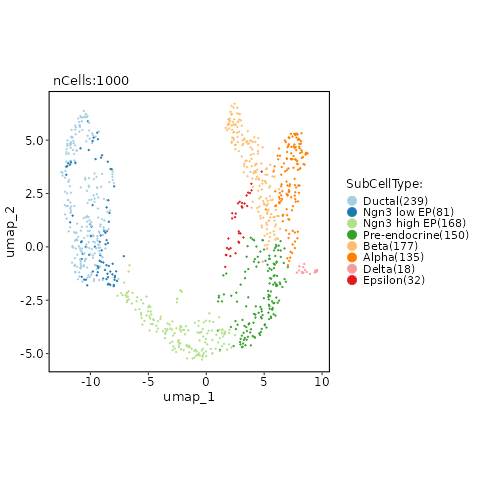 nCells:1000
umap_2
5.0
2.5
0.0
-2.5
-5.0
-10
-5
0
5
10
umap_1
SubCellType:
Ductal(239)
Ngn3 low EP(81)
Ngn3 high EP(168)
Pre-endocrine(150)
Beta(177)
Alpha(135)
Delta(18)
Epsilon(32)